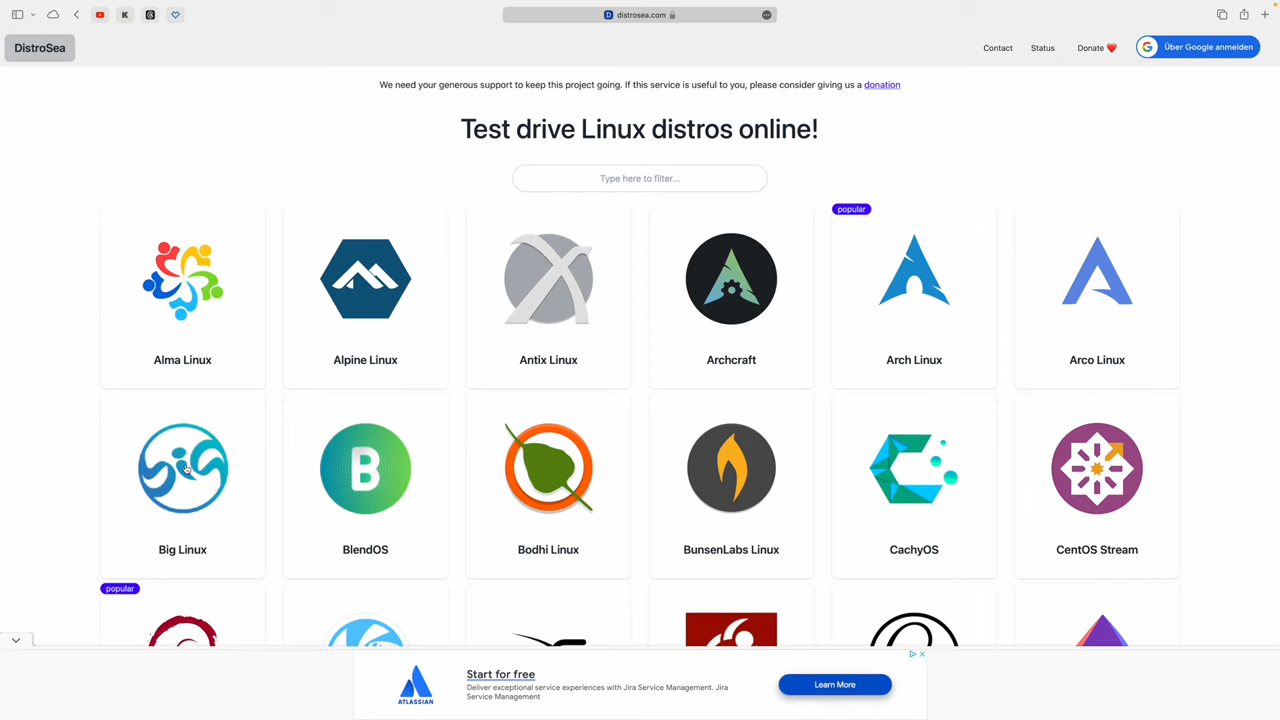 distrosea.com
DistroSea
Contact
Status
Donate
Über Google anmelden
We need your generous support to keep this project going. If this service is useful to you, please consider giving us a donation
Test drive Linux distros online!
Type here to filter...
popular
Alma Linux
Alpine Linux
Antix Linux
Archcraft
Arch Linux
Arco Linux
B
Big Linux
BlendOS
Bodhi Linux
BunsenLabs Linux
CachyOS
CentOS Stream
popular
Start for free
Deliver exceptional service experiences with Jira Service Management. Jira
Service Management
ATLASSIAN
Learn More